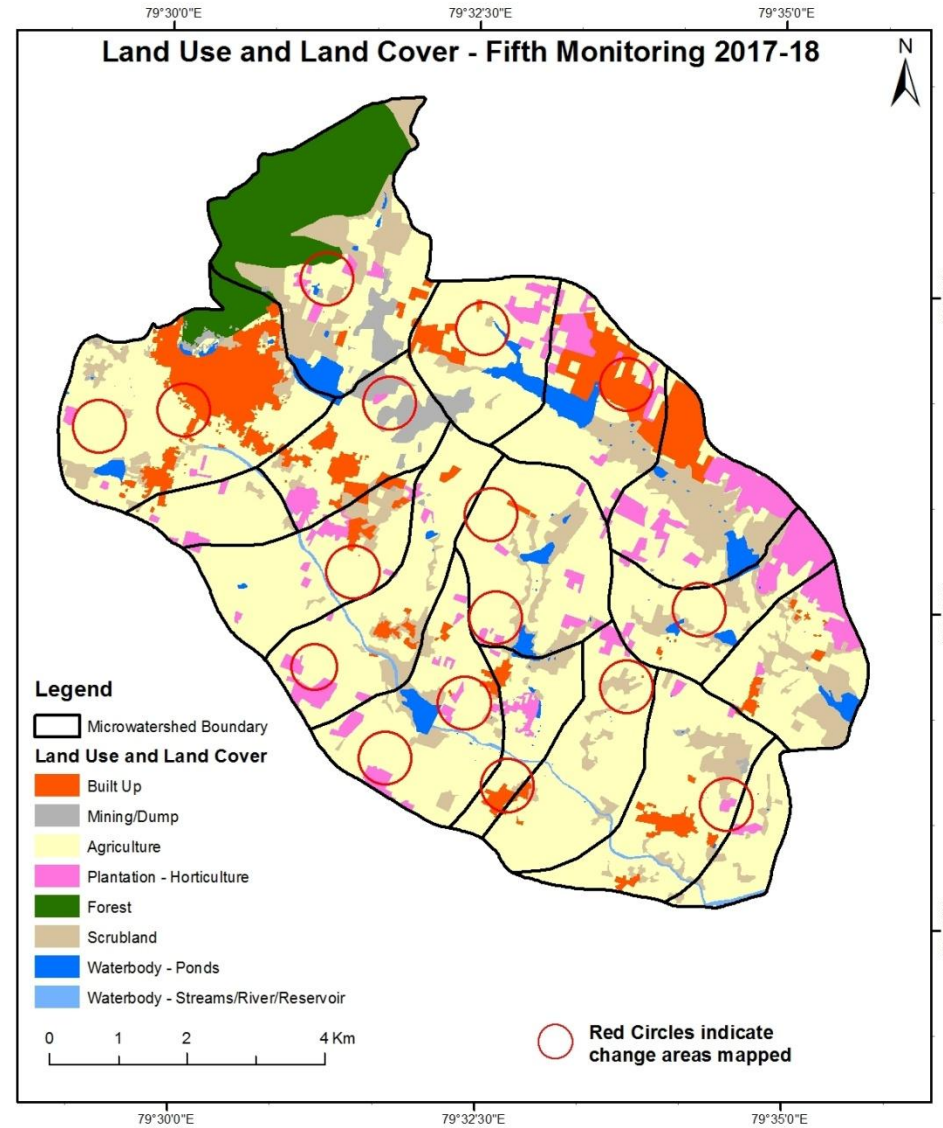 79°30'0"E 79°32'30"E 79°35'0"E
Land Use and Land Cover - Fifth Monitoring 2017-18
N
Legend
Microwatershed Boundary
Land Use and Land Cover
Built Up
Mining/Dump
Agriculture
Plantation - Horticulture
Forest
Scrubland
Waterbody - Ponds
Waterbody - Streams/River/Reservoir
0 1 2 4 Km
Red Circles indicate
change areas mapped
79°30'0"E 79°32'30"E 79°35'0"E